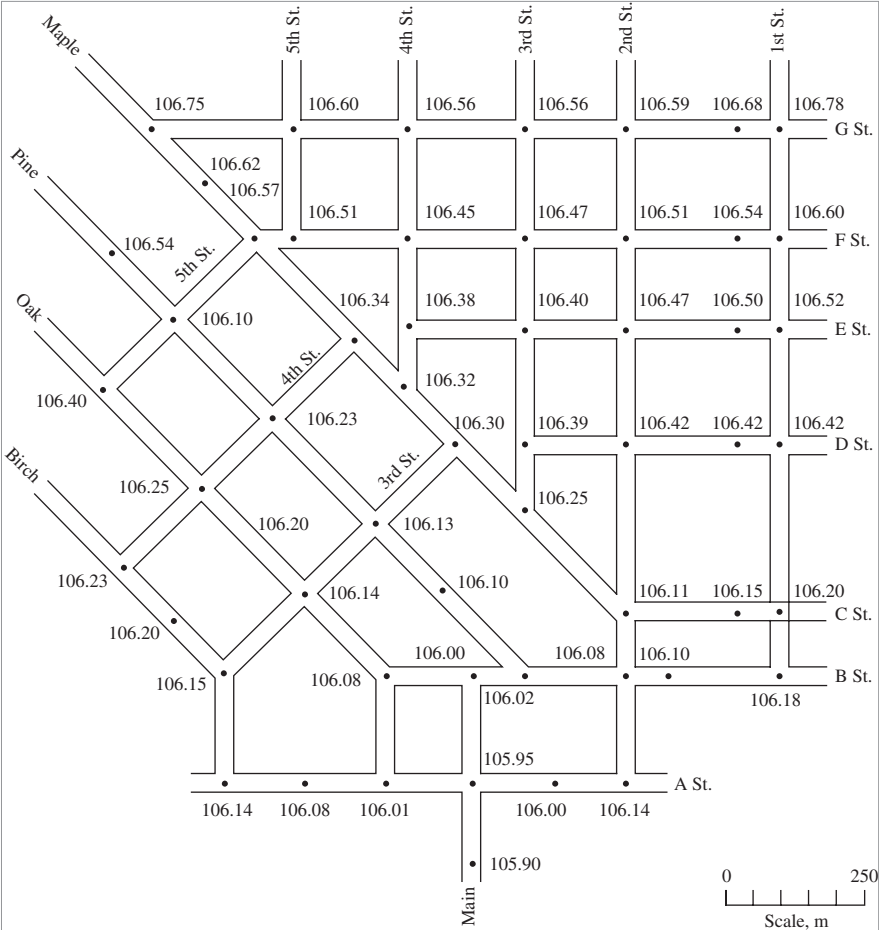 Maple
5th St.
4th St.
3rd St.
2nd St.
1st St.
106.75
106.60
106.56
106.56
106.59
106.68
106.78
G St.
Pine
106.62
106.57
106.51
106.45
106.47
106.51
106.54
106.60
F St.
106.54
5th St.
Oak
106.34
106.38
106.40
106.47
106.50
106.52
E St.
106.10
4th St.
106.40
106.32
106.23
106.30
106.39
106.42
106.42
106.42
D St.
Birch
3rd St.
106.25
106.25
106.20
106.13
106.23
106.10
106.14
106.11
106.15
106.20
C St.
106.20
106.00
106.08
106.10
106.15
106.08
B St.
106.02
106.18
105.95
A St.
106.14
106.08
106.01
106.00
106.14
105.90
Main
0
250
Scale, m